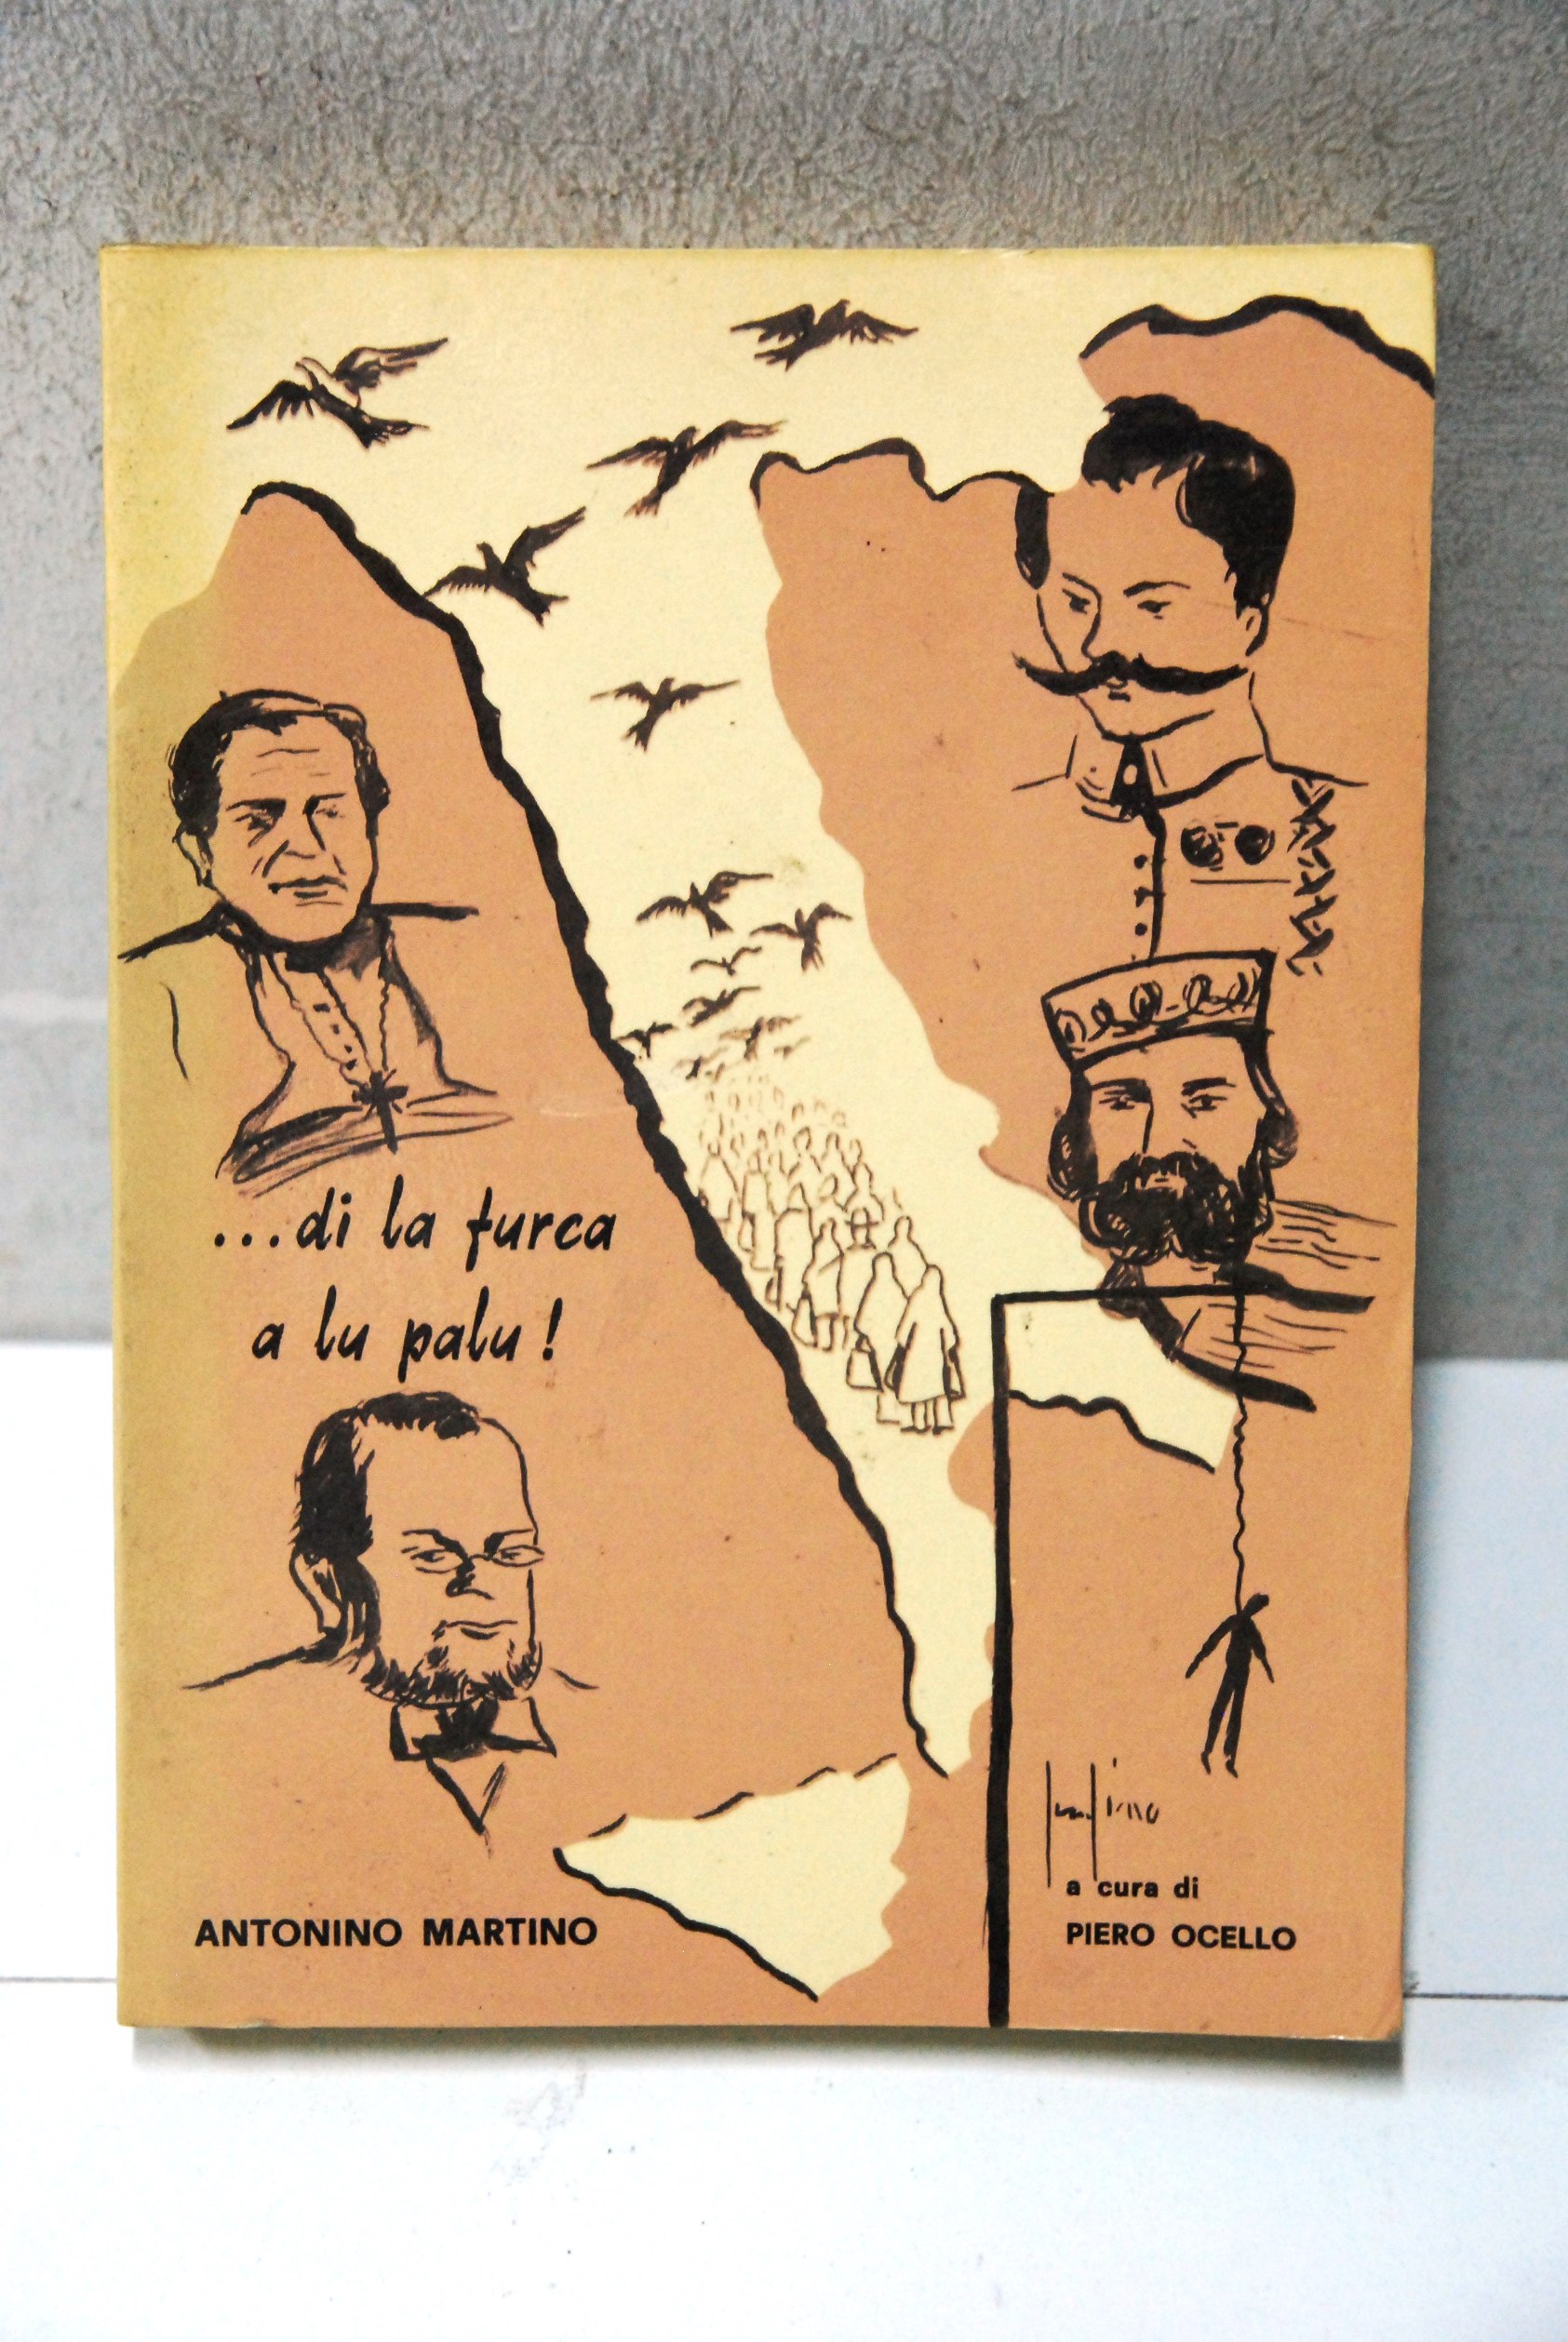 ...di la furca
a lu palu!
ANTONINO MARTINO
a cura di
PIERO OCELLO